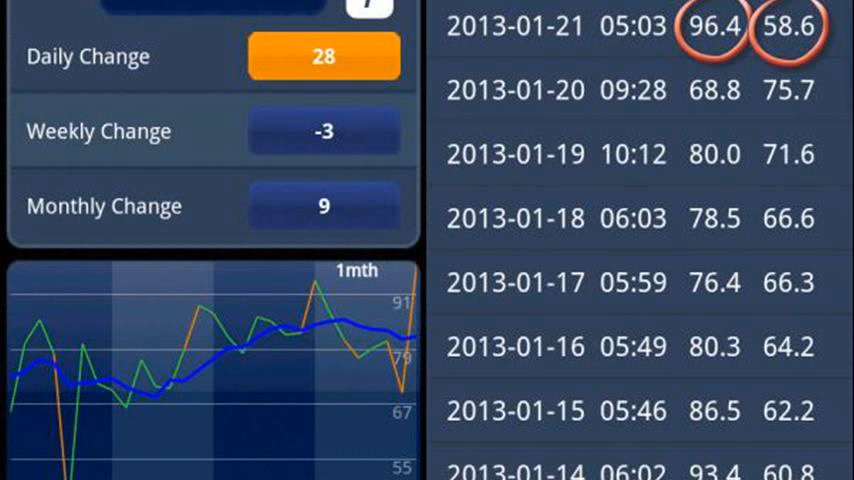 Daily Change 28
Weekly Change -3
Monthly Change 9
1mth
91
79
67
55
2013-01-21 05:03 96.4 58.6
2013-01-20 09:28 68.8 75.7
2013-01-19 10:12 80.0 71.6
2013-01-18 06:03 78.5 66.6
2013-01-17 05:59 76.4 66.3
2013-01-16 05:49 80.3 64.2
2013-01-15 05:46 86.5 62.2
2013-01-14 06:02 93.4 60.8